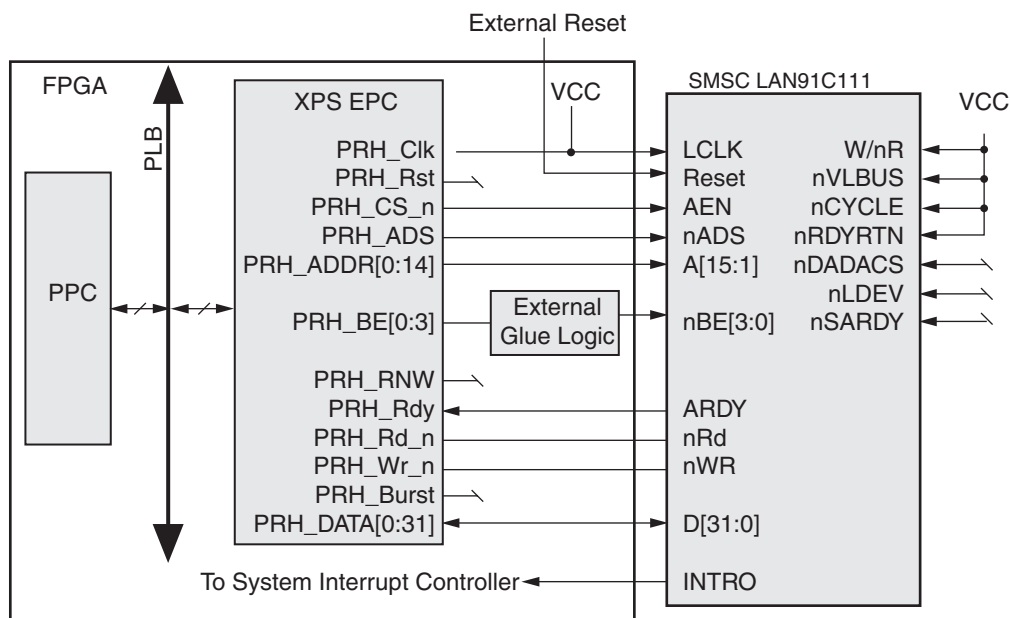 External Reset
FPGA
PLB
PPC
XPS EPC
PRH_Clk
PRH_Rst
PRH_CS_n
PRH_ADS
PRH_ADDR[0:14]
PRH_BE[0:3]
PRH_RNW
PRH_Rdy
PRH_Rd_n
PRH_Wr_n
PRH_Burst
PRH_DATA[0:31]
VCC
External
Glue Logic
To System Interrupt Controller
SMSC LAN91C111
LCLK
Reset
AEN
nADS
A[15:1]
nBE[3:0]
ARDY
nRd
nWR
D[31:0]
INTRO
W/nR
nVLBUS
nCYCLE
nRDYRTN
nDADACS
nLDEV
nSARDY
VCC